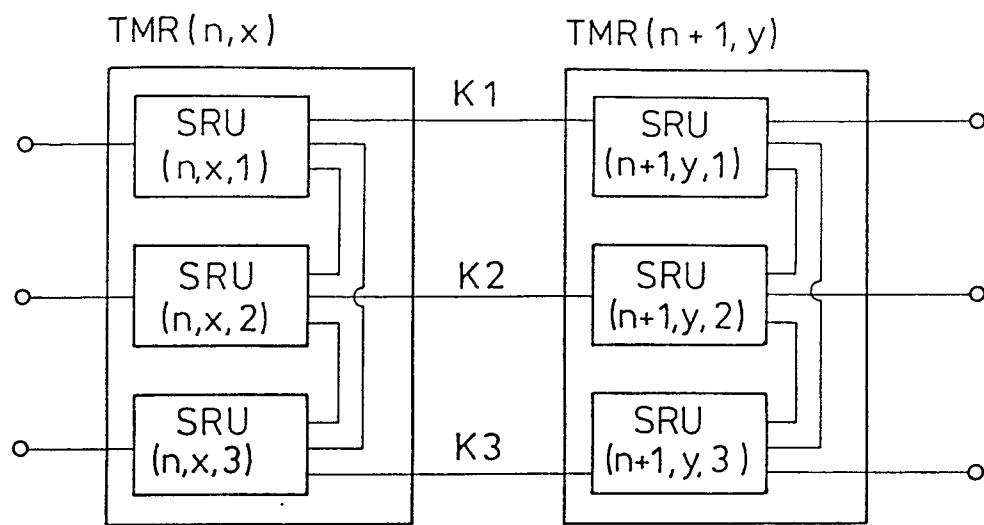 TMR(n,x)
TMR(n+1,y)
K1
SRU
(n,x,1)
SRU
(n+1,y,1)
K2
SRU
(n,x,2)
SRU
(n+1,y,2)
K3
SRU
(n,x,3)
SRU
(n+1,y,3)